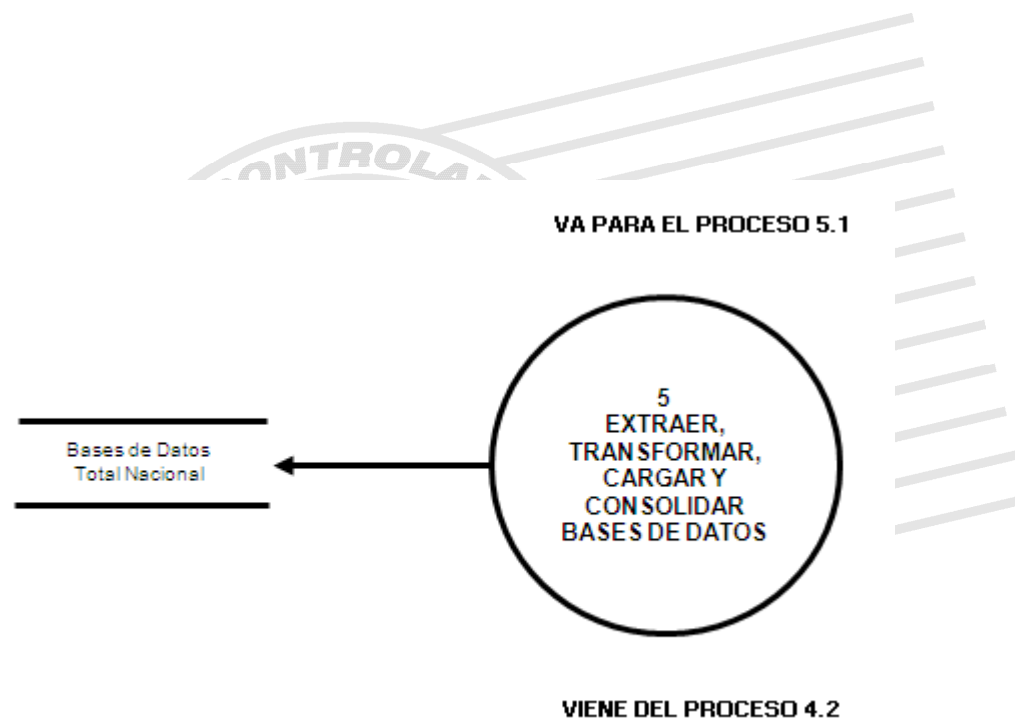 CONTROLA
VA PARA EL PROCESO 5.1
5
EXTRAER,
TRANSFORMAR,
CARGAR Y
CONSOLIDAR
BASES DE DATOS
Bases de Datos
Total Nacional
VIENE DEL PROCESO 4.2